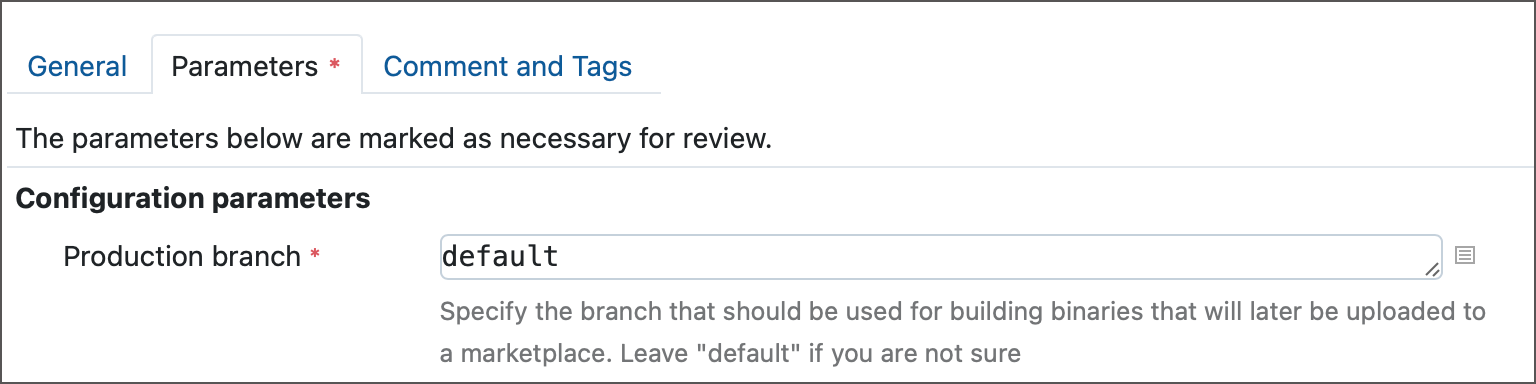 General Parameters * Comment and Tags
The parameters below are marked as necessary for review.
Configuration parameters
Production branch * default
Specify the branch that should be used for building binaries that will later be uploaded to
a marketplace. Leave "default" if you are not sure